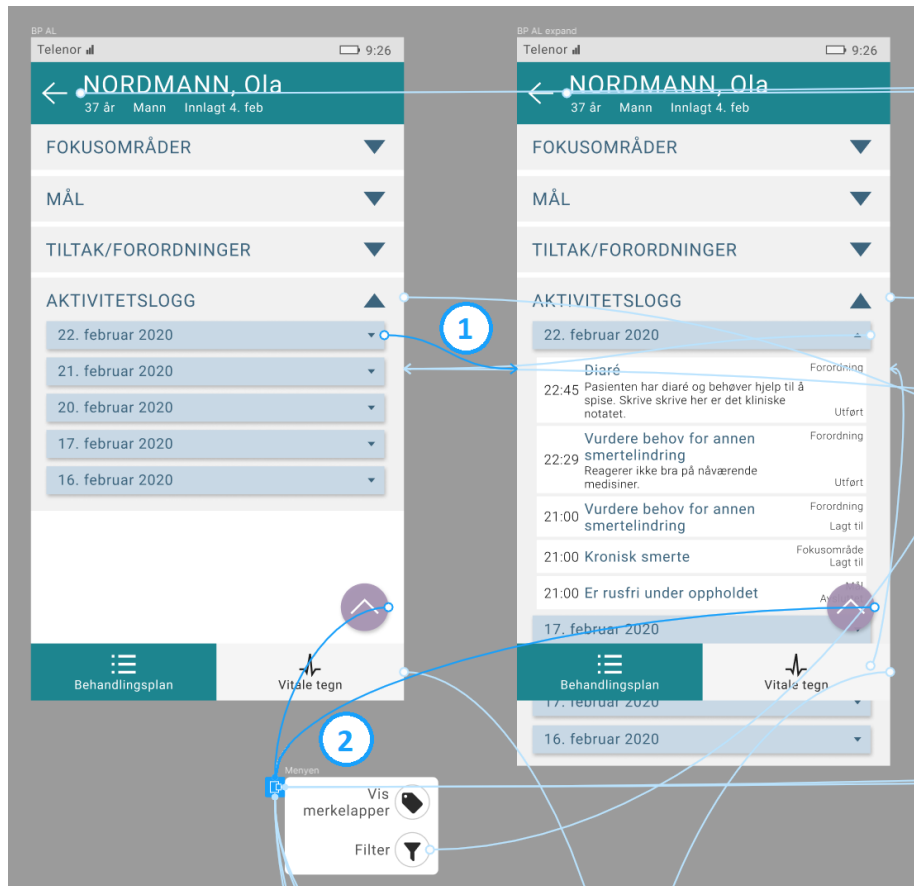 BP AL
Telenor 9:26
NORDMANN, Ola
37 år Mann Innlagt 4. feb
FOKUSOMRÅDER
MÅL
TILTAK/FORORDNINGER
AKTIVITETSLOGG
22. februar 2020
21. februar 2020
20. februar 2020
17. februar 2020
16. februar 2020
Behandlingsplan
Vitale tegn
1
BP AL expand
Telenor 9:26
NORDMANN, Ola
37 år Mann Innlagt 4. feb
FOKUSOMRÅDER
MÅL
TILTAK/FORORDNINGER
AKTIVITETSLOGG
22. februar 2020
Diaré Forordning
22:45 Pasienten har diaré og behøver hjelp til å
spise. Skrive skrive her er det kliniske
notatet. Utført
Vurdere behov for annen Forordning
22:29 smertelindring
Reagerer ikke bra på nåværende
medisiner. Utført
Vurdere behov for annen Forordning
21:00 smertelindring Lagt til
21:00 Kronisk smerte Fokusområde
Lagt til
21:00 Er rusfri under oppholdet Mål
17. februar 2020
Behandlingsplan
Vitale tegn
17. februar 2020
16. februar 2020
2
Menyen
Vis
merkelapper
Filter